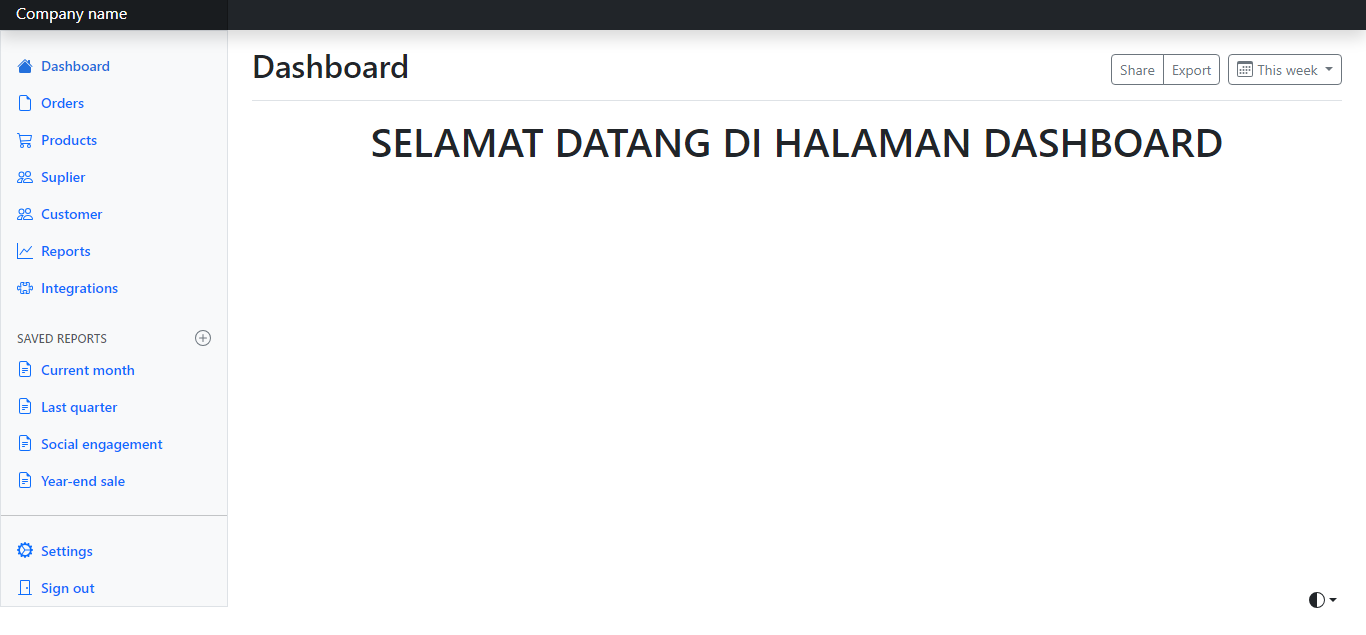 Company name
Dashboard
Orders
Products
Suplier
Customer
Reports
Integrations
SAVED REPORTS
Current month
Last quarter
Social engagement
Year-end sale
Settings
Sign out
Dashboard
Share Export This week
SELAMAT DATANG DI HALAMAN DASHBOARD